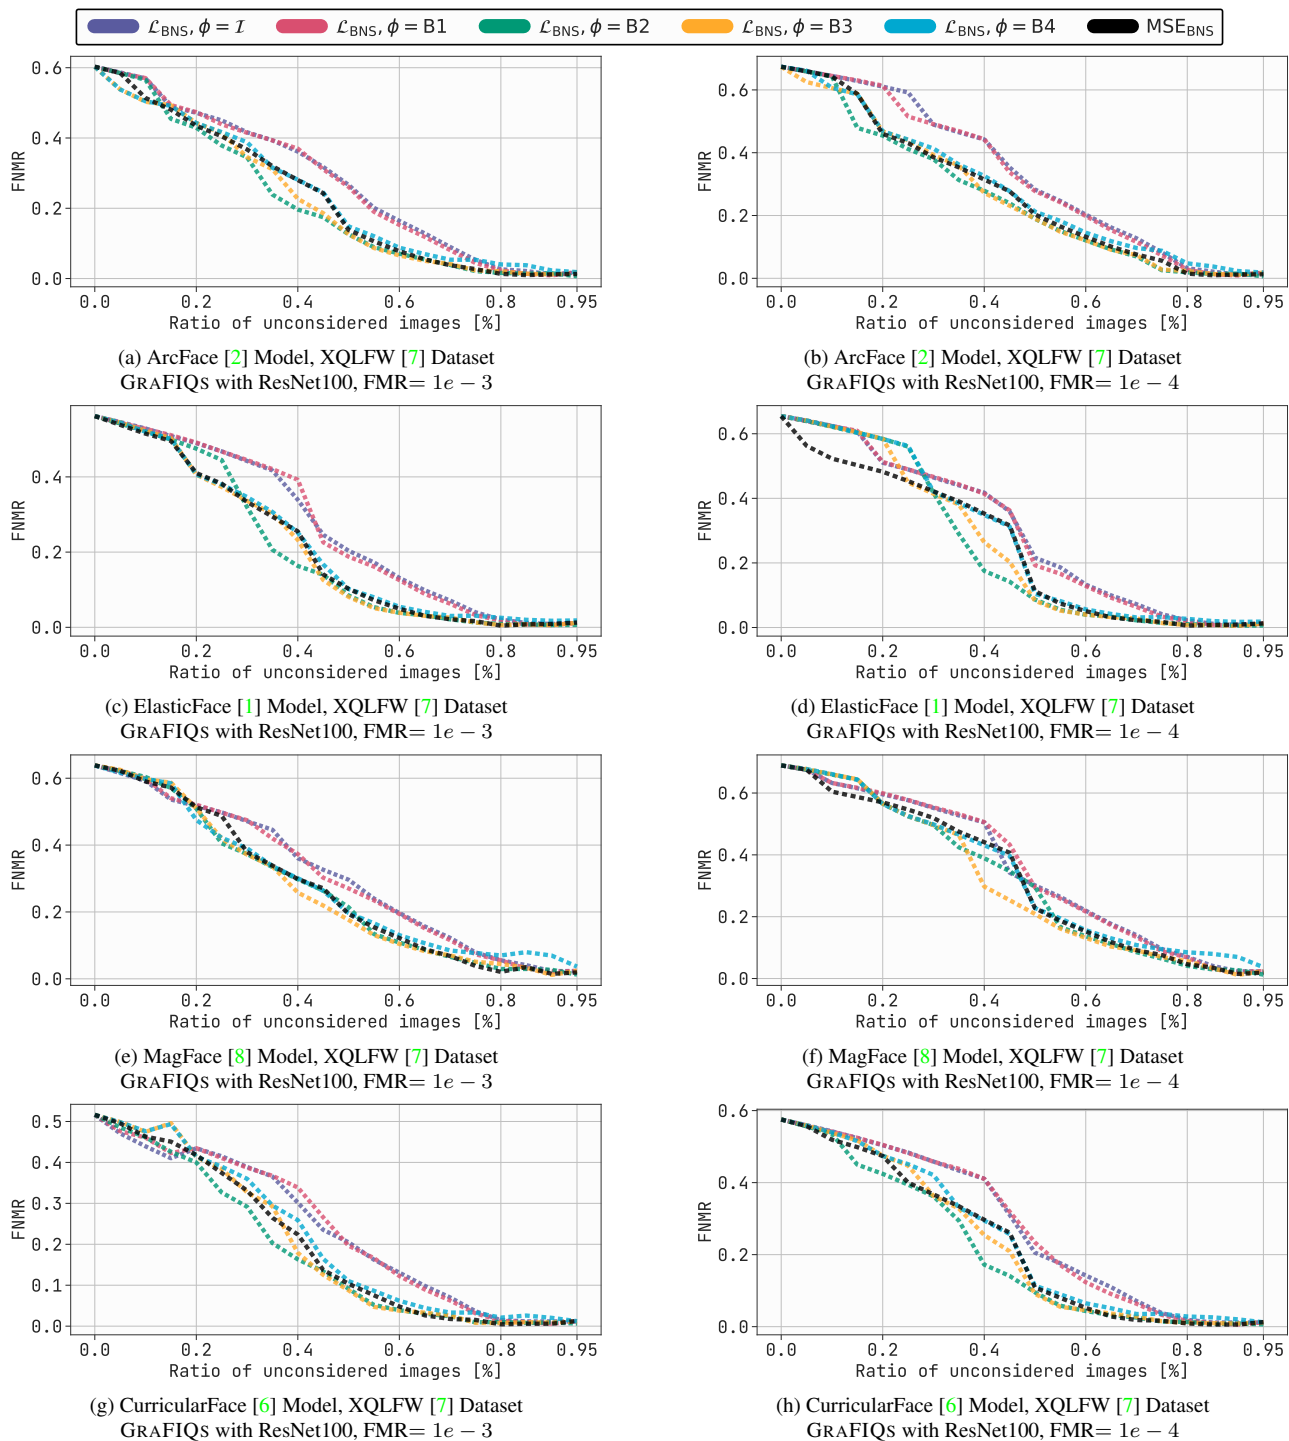 ℒBNS, ϕ = ℐ ℒBNS, ϕ = B1 ℒBNS, ϕ = B2 ℒBNS, ϕ = B3 ℒBNS, ϕ = B4 MSEBNS
FNMR
0.6
0.4
0.2
0.0
0.0 0.2 0.4 0.6 0.8 0.95
Ratio of unconsidered images [%]
(a) ArcFace [2] Model, XQLFW [7] Dataset
GRAFIQS with ResNet100, FMR= 1e − 3
FNMR
0.6
0.4
0.2
0.0
0.0 0.2 0.4 0.6 0.8 0.95
Ratio of unconsidered images [%]
(b) ArcFace [2] Model, XQLFW [7] Dataset
GRAFIQS with ResNet100, FMR= 1e − 4
FNMR
0.4
0.2
0.0
0.0 0.2 0.4 0.6 0.8 0.95
Ratio of unconsidered images [%]
(c) ElasticFace [1] Model, XQLFW [7] Dataset
GRAFIQS with ResNet100, FMR= 1e − 3
FNMR
0.6
0.4
0.2
0.0
0.0 0.2 0.4 0.6 0.8 0.95
Ratio of unconsidered images [%]
(d) ElasticFace [1] Model, XQLFW [7] Dataset
GRAFIQS with ResNet100, FMR= 1e − 4
FNMR
0.6
0.4
0.2
0.0
0.0 0.2 0.4 0.6 0.8 0.95
Ratio of unconsidered images [%]
(e) MagFace [8] Model, XQLFW [7] Dataset
GRAFIQS with ResNet100, FMR= 1e − 3
FNMR
0.6
0.4
0.2
0.0
0.0 0.2 0.4 0.6 0.8 0.95
Ratio of unconsidered images [%]
(f) MagFace [8] Model, XQLFW [7] Dataset
GRAFIQS with ResNet100, FMR= 1e − 4
FNMR
0.5
0.4
0.3
0.2
0.1
0.0
0.0 0.2 0.4 0.6 0.8 0.95
Ratio of unconsidered images [%]
(g) CurricularFace [6] Model, XQLFW [7] Dataset
GRAFIQS with ResNet100, FMR= 1e − 3
FNMR
0.6
0.4
0.2
0.0
0.0 0.2 0.4 0.6 0.8 0.95
Ratio of unconsidered images [%]
(h) CurricularFace [6] Model, XQLFW [7] Dataset
GRAFIQS with ResNet100, FMR= 1e − 4